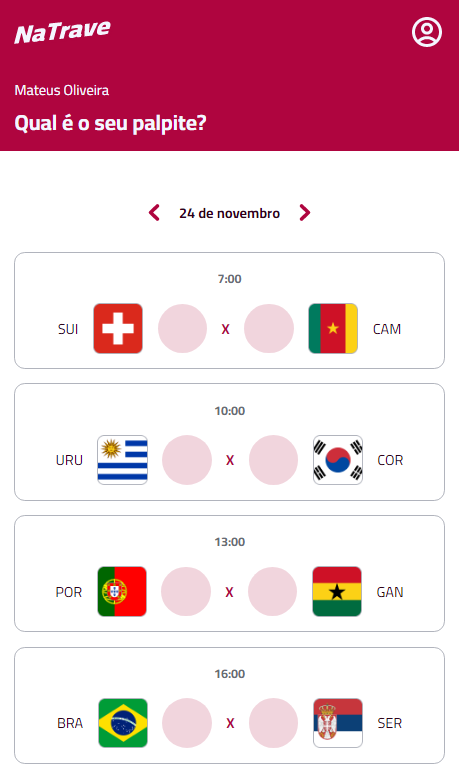 NaTrave
Mateus Oliveira
Qual é o seu palpite?
24 de novembro
7:00
SUI X CAM
10:00
URU X COR
13:00
POR X GAN
16:00
BRA X SER